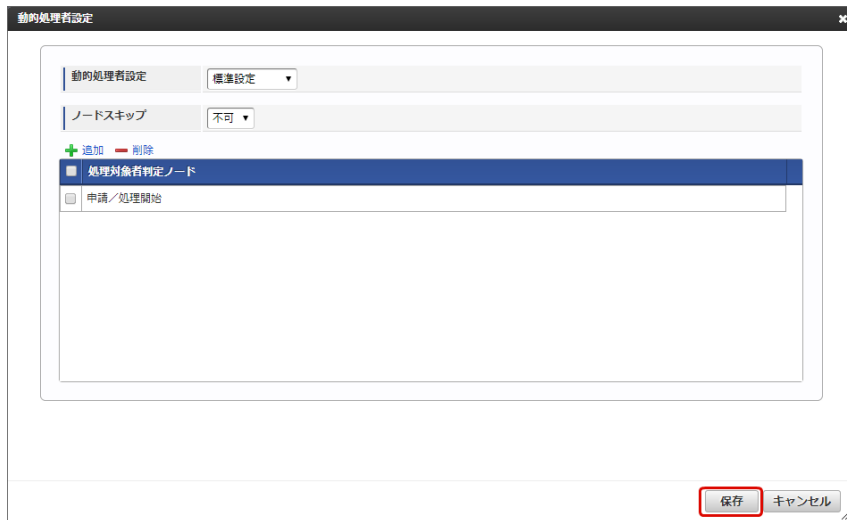 動的処理者設定
動的処理者設定 標準設定
ノードスキップ 不可
追加 削除
処理対象者判定ノード
申請／処理開始
保存 キャンセル